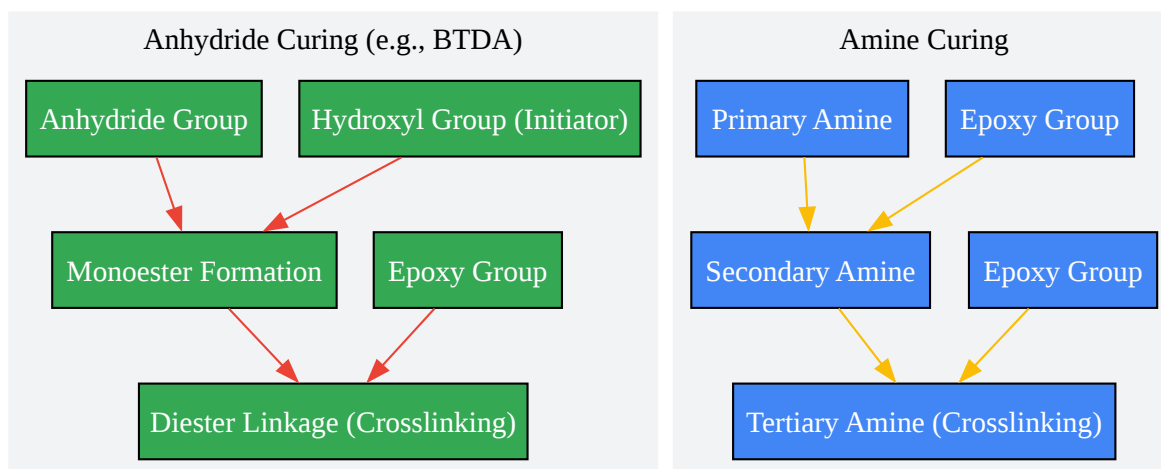 Anhydride Curing (e.g., BTDA)
Anhydride Group
Hydroxyl Group (Initiator)
Monoester Formation
Epoxy Group
Diester Linkage (Crosslinking)
Amine Curing
Primary Amine
Epoxy Group
Secondary Amine
Epoxy Group
Tertiary Amine (Crosslinking)